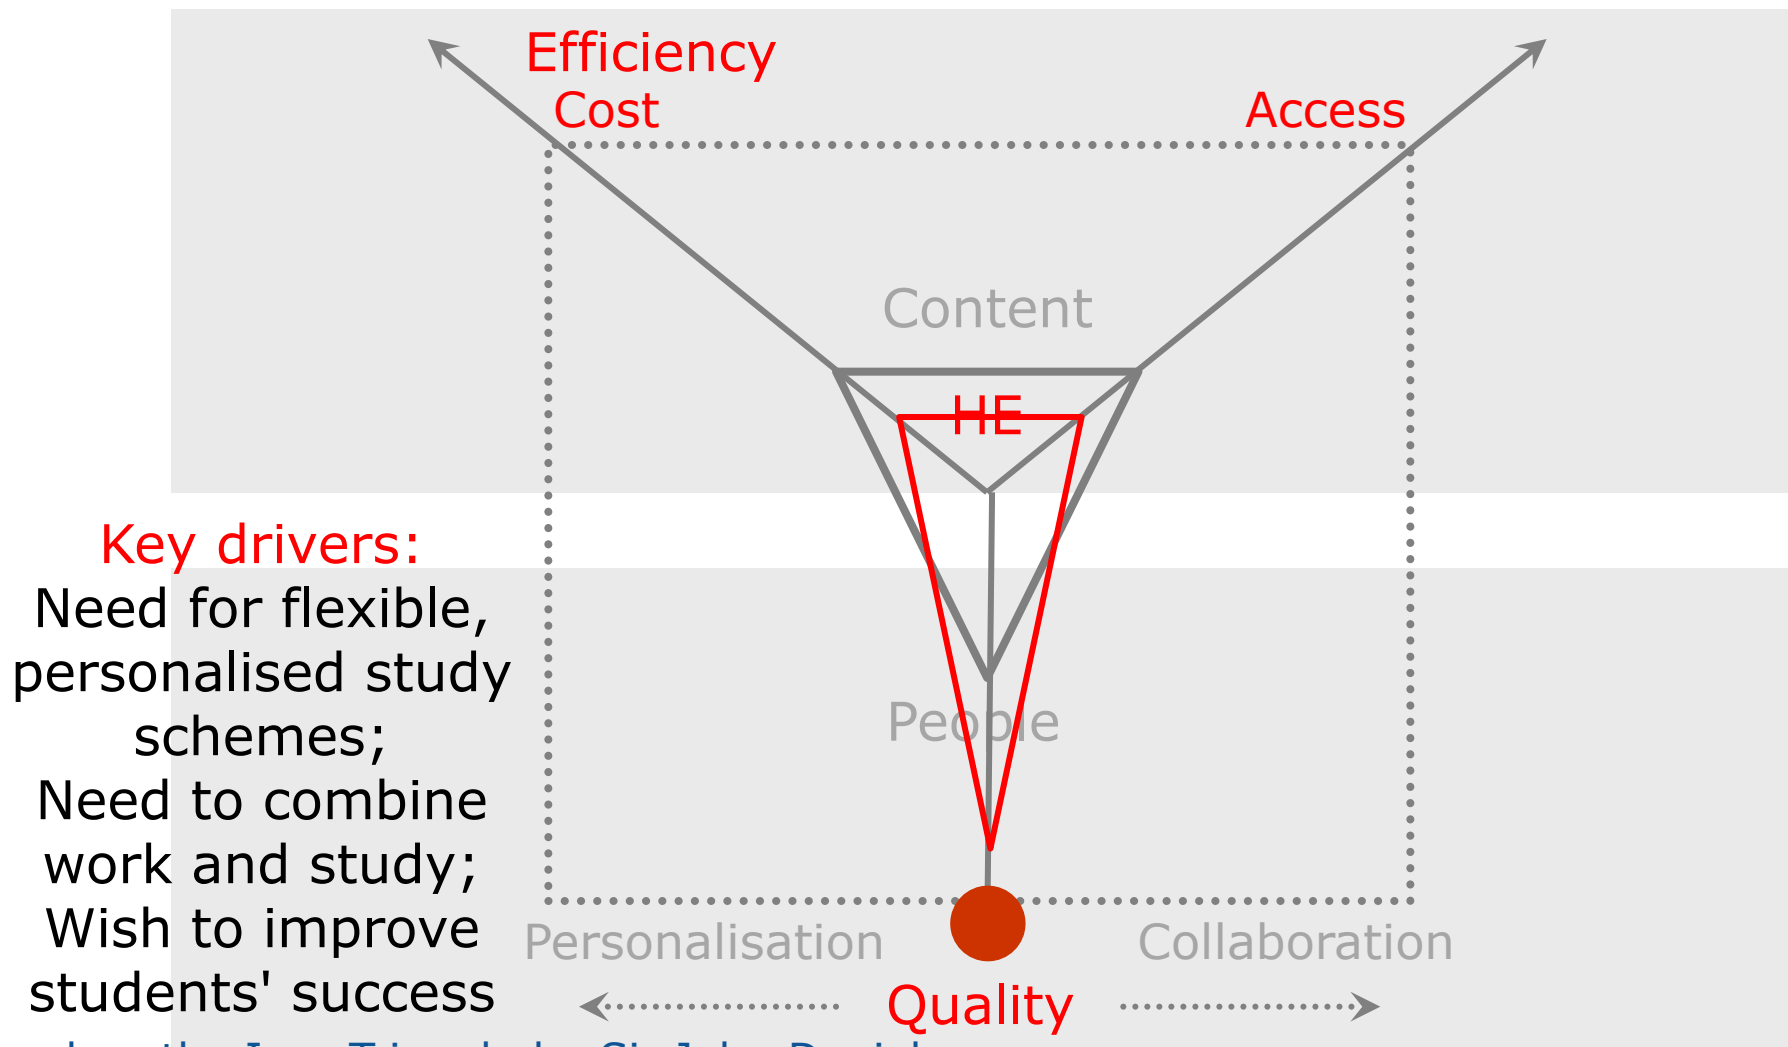 Efficiency
Cost
Access
Content
HE
Key drivers:
Need for flexible,
personalised study
schemes;
People
Need to combine
work and study;
Wish to improve
students' success
Personalisation
Collaboration
Quality